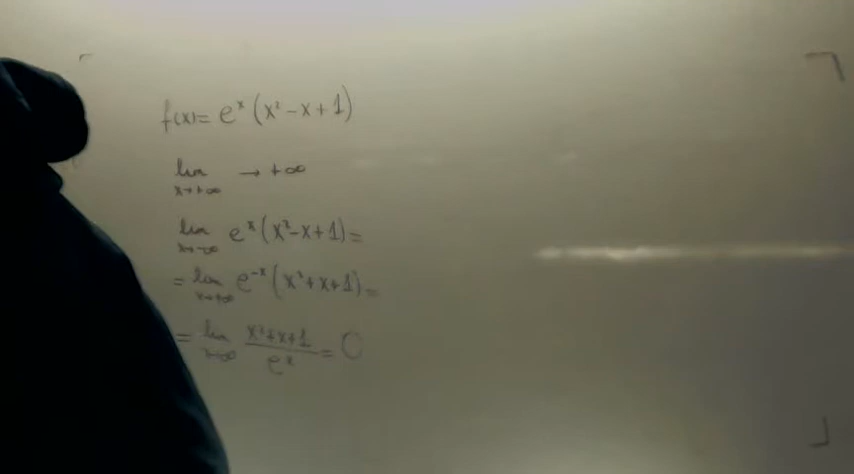 f(x) = e^x (x² - x + 1)
lim x→+∞ → +∞
lim x→-∞ e^x (x² - x + 1) =
= lim x→+∞ e^-x (x² + x + 1) =
= lim (x² + x + 1) / e^x = 0